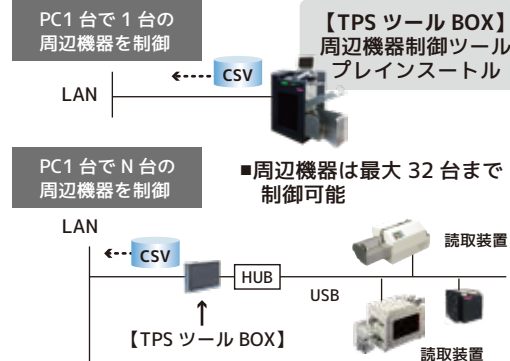 PC1 台で 1 台の
周辺機器を制御
【TPS ツール BOX】
周辺機器制御ツール
プレインスートル
CSV
LAN
PC1 台で N 台の
周辺機器を制御
■周辺機器は最大 32 台まで
制御可能
LAN
CSV
HUB
USB
読取装置
【TPS ツール BOX】
読取装置